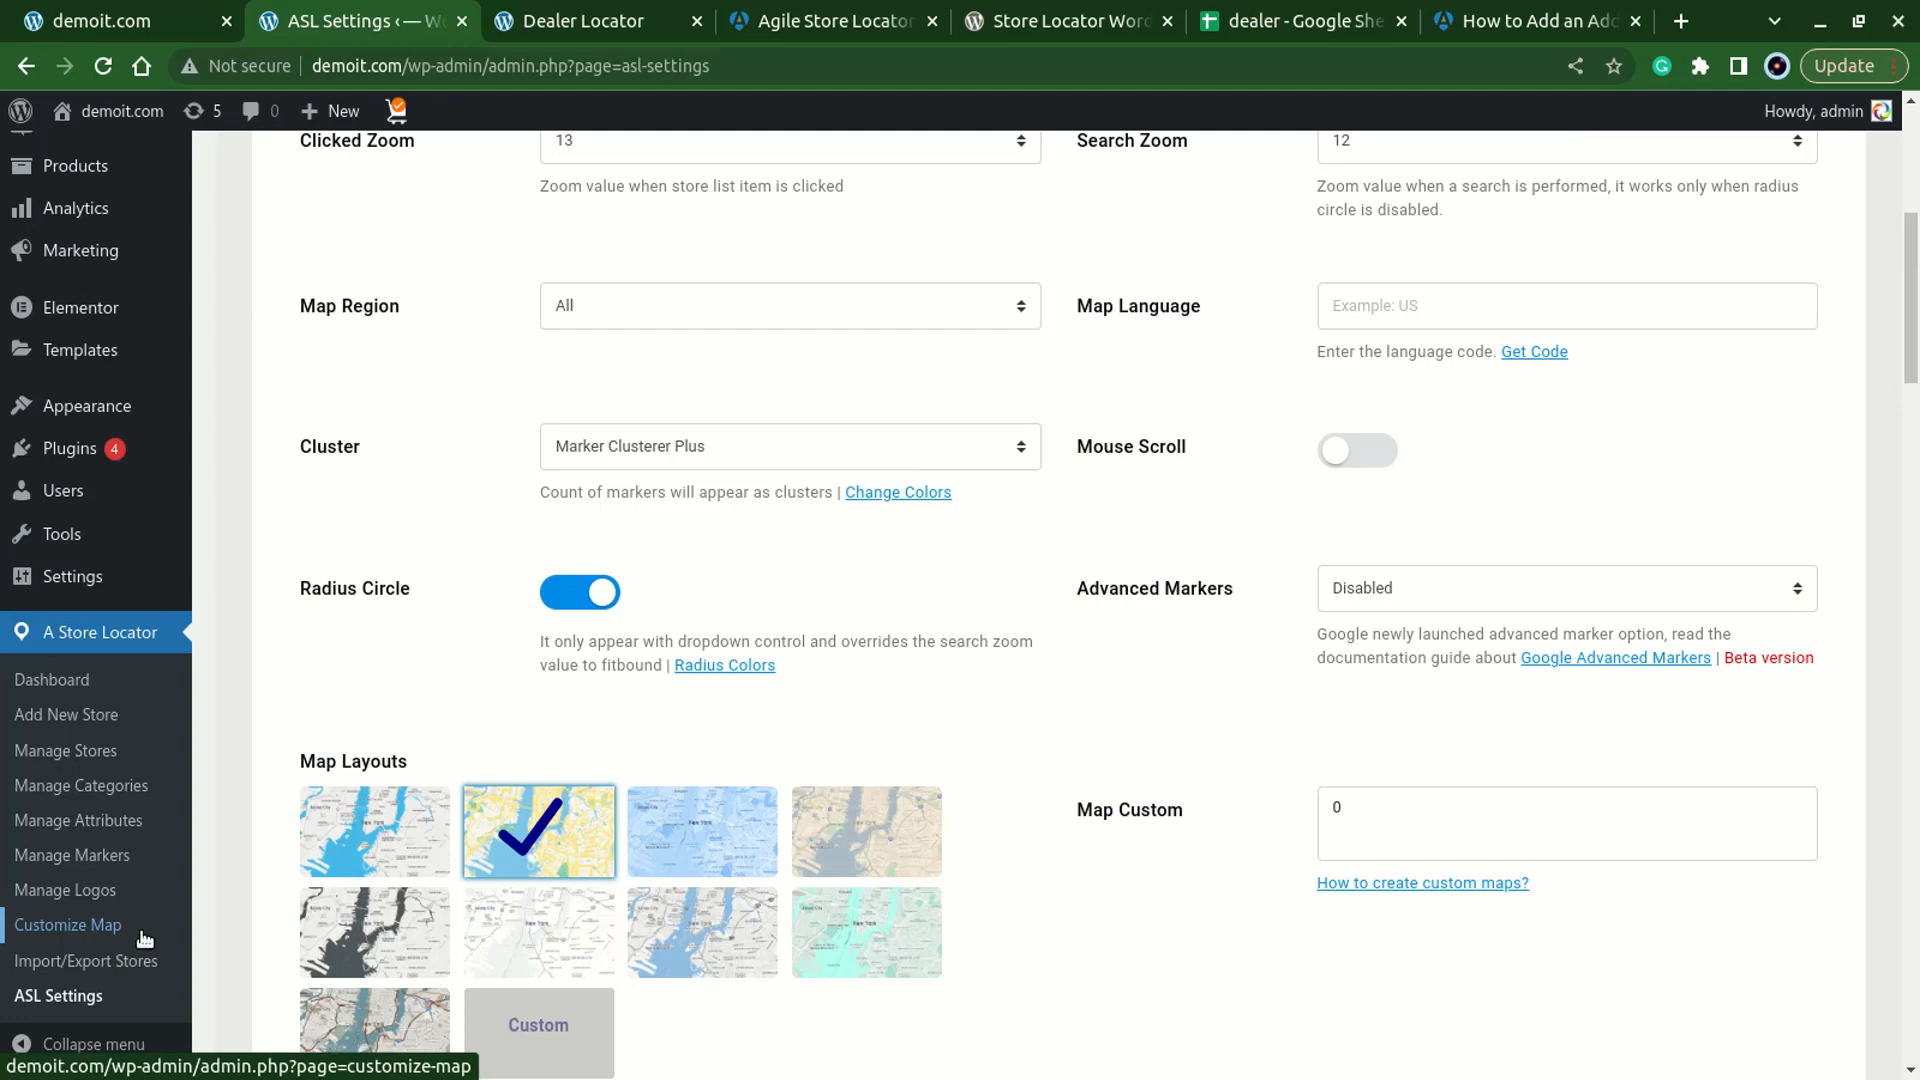 demoit.com
ASL Settings ‹ — W
Dealer Locator
Agile Store Locator
Store Locator Word
dealer - Google She
How to Add an Add
Not secure
demoit.com/wp-admin/admin.php?page=asl-settings
Update
demoit.com
5
0
New
Howdy, admin
Products
Analytics
Marketing
Elementor
Templates
Appearance
Plugins 4
Users
Tools
Settings
A Store Locator
Dashboard
Add New Store
Manage Stores
Manage Categories
Manage Attributes
Manage Markers
Manage Logos
Customize Map
Import/Export Stores
ASL Settings
Collapse menu
demoit.com/wp-admin/admin.php?page=customize-map
Clicked Zoom
13
Zoom value when store list item is clicked
Search Zoom
12
Zoom value when a search is performed, it works only when radius
circle is disabled.
Map Region
All
Map Language
Example: US
Enter the language code. Get Code
Cluster
Marker Clusterer Plus
Count of markers will appear as clusters | Change Colors
Mouse Scroll
Radius Circle
It only appear with dropdown control and overrides the search zoom
value to fitbound | Radius Colors
Advanced Markers
Disabled
Google newly launched advanced marker option, read the
documentation guide about Google Advanced Markers | Beta version
Map Layouts
Custom
Map Custom
0
How to create custom maps?